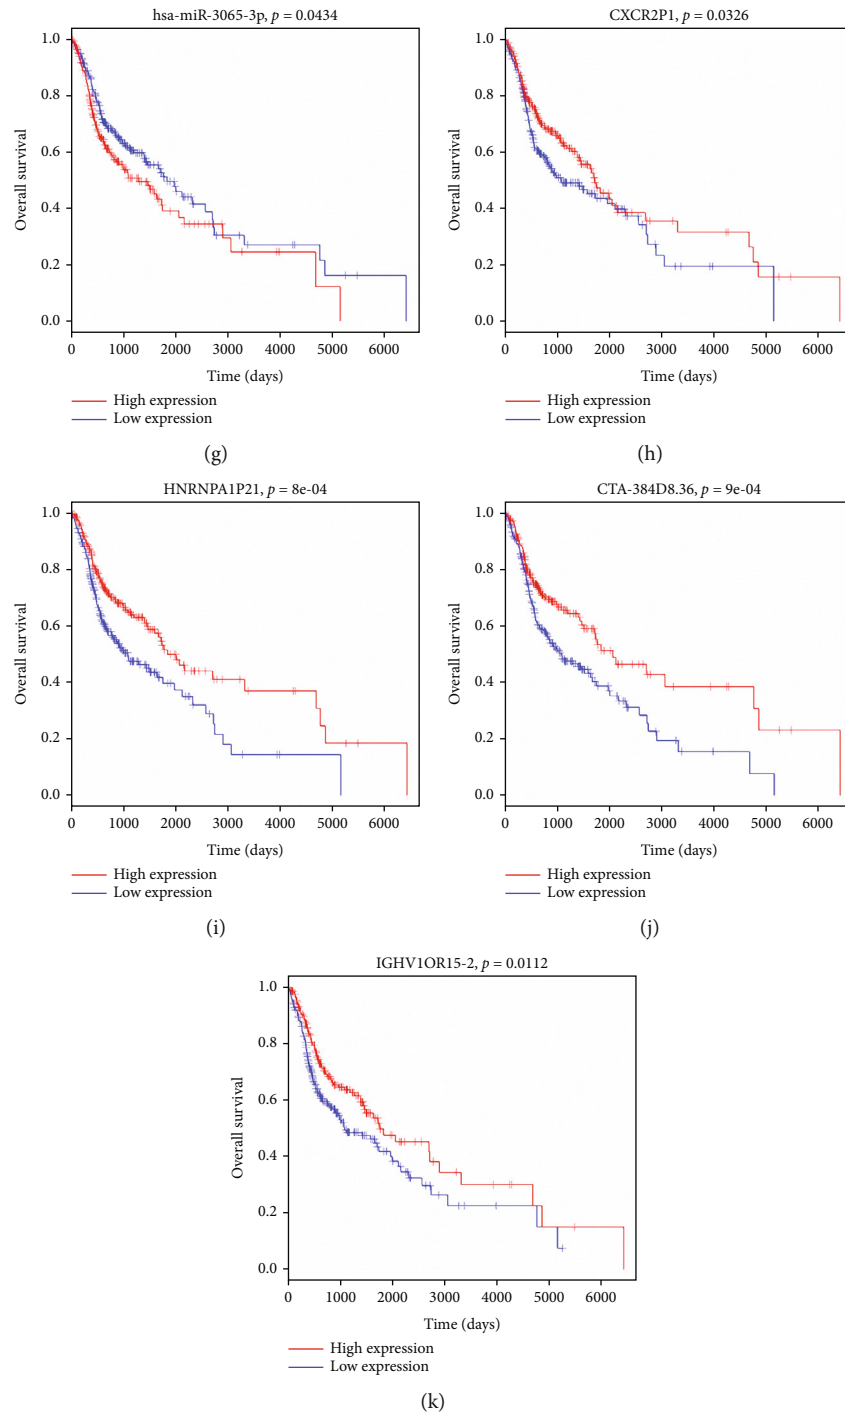 hsa-miR-3065-3p, p = 0.0434
Overall survival
1.0
0.8
0.6
0.4
0.2
0.0
0 1000 2000 3000 4000 5000 6000
Time (days)
High expression
Low expression
(g)
CXCR2P1, p = 0.0326
Overall survival
1.0
0.8
0.6
0.4
0.2
0.0
0 1000 2000 3000 4000 5000 6000
Time (days)
High expression
Low expression
(h)
HNRNPA1P21, p = 8e-04
Overall survival
1.0
0.8
0.6
0.4
0.2
0.0
0 1000 2000 3000 4000 5000 6000
Time (days)
High expression
Low expression
(i)
CTA-384D8.36, p = 9e-04
Overall survival
1.0
0.8
0.6
0.4
0.2
0.0
0 1000 2000 3000 4000 5000 6000
Time (days)
High expression
Low expression
(j)
IGHV1OR15-2, p = 0.0112
Overall survival
1.0
0.8
0.6
0.4
0.2
0.0
0 1000 2000 3000 4000 5000 6000
Time (days)
High expression
Low expression
(k)